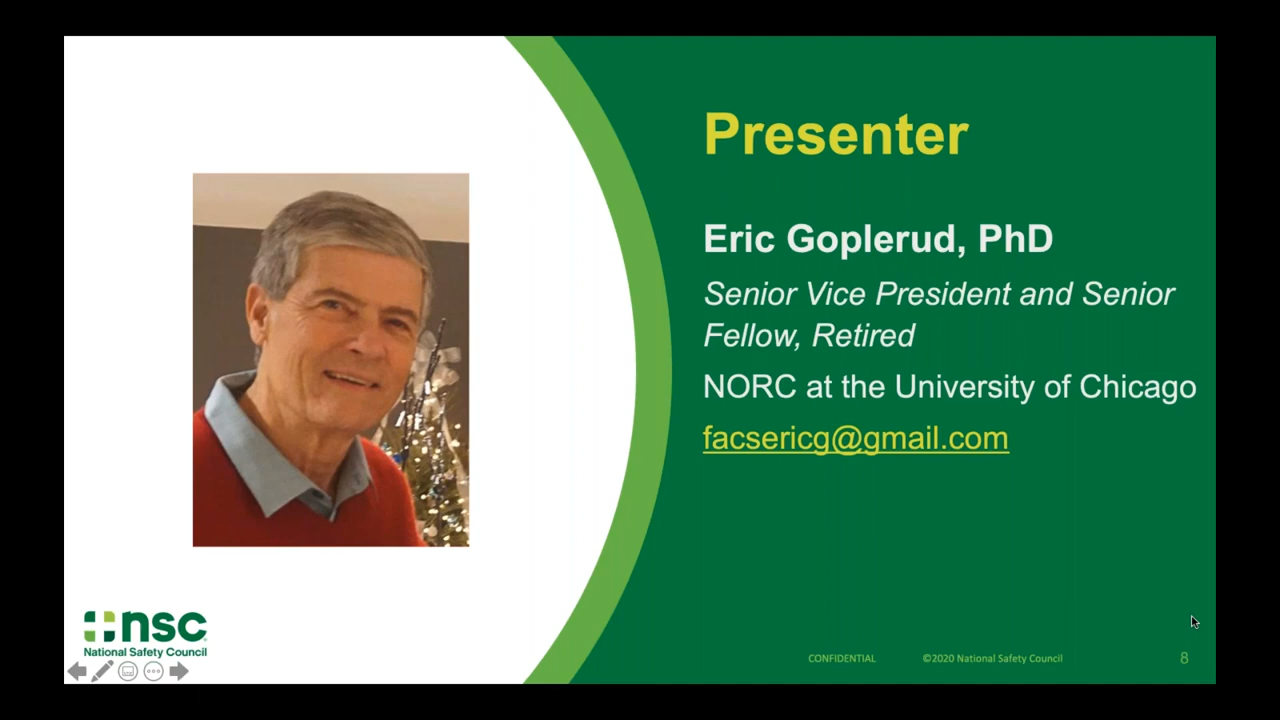 Presenter
Eric Goplerud, PhD
Senior Vice President and Senior
Fellow, Retired
NORC at the University of Chicago
facsericg@gmail.com
nsc
National Safety Council
CONFIDENTIAL
©2020 National Safety Council
8